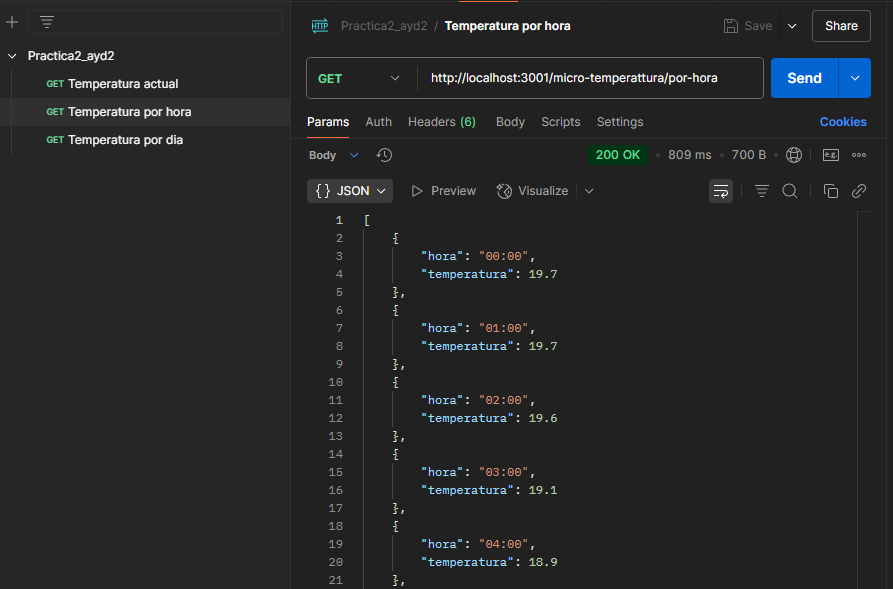 Practica2_ayd2
GET Temperatura actual
GET Temperatura por hora
GET Temperatura por dia
HTTP Practica2_ayd2 / Temperatura por hora Save Share
GET http://localhost:3001/micro-temperattura/por-hora Send
Params Auth Headers (6) Body Scripts Settings Cookies
Body 200 OK • 809 ms • 700 B • e.g.
{} JSON Preview Visualize
1 [
2 {
3 "hora": "00:00",
4 "temperatura": 19.7
5 },
6 {
7 "hora": "01:00",
8 "temperatura": 19.7
9 },
10 {
11 "hora": "02:00",
12 "temperatura": 19.6
13 },
14 {
15 "hora": "03:00",
16 "temperatura": 19.1
17 },
18 {
19 "hora": "04:00",
20 "temperatura": 18.9
21 },